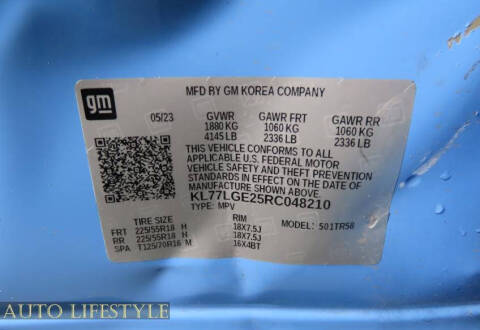 MFD BY GM KOREA COMPANY
gm
05/23 GVWR GAWR FRT GAWR RR
1880 KG 1060 KG 1060 KG
4145 LB 2336 LB 2336 LB
THIS VEHICLE CONFORMS TO ALL
APPLICABLE U.S. FEDERAL MOTOR
VEHICLE SAFETY AND THEFT PREVENTION
STANDARDS IN EFFECT ON THE DATE OF
MANUFACTURE SHOWN ABOVE.
KL77LGE25RC048210
TYPE: MPV
TIRE SIZE RIM MODEL: 501TR58
FRT 225/55R18 H 18X7.5J
RR 225/55R18 H 18X7.5J
SPA T125/70R16 M 16X4BT
AUTO LIFESTYLE